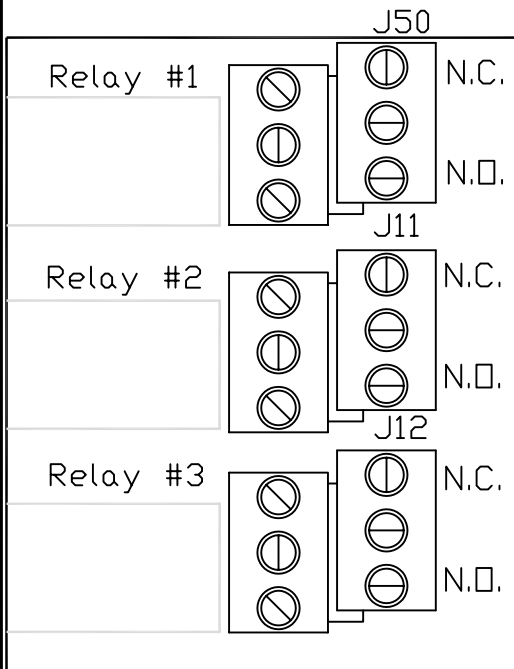 J50
Relay #1
N.C.
N.O.
J11
Relay #2
N.C.
N.O.
J12
Relay #3
N.C.
N.O.